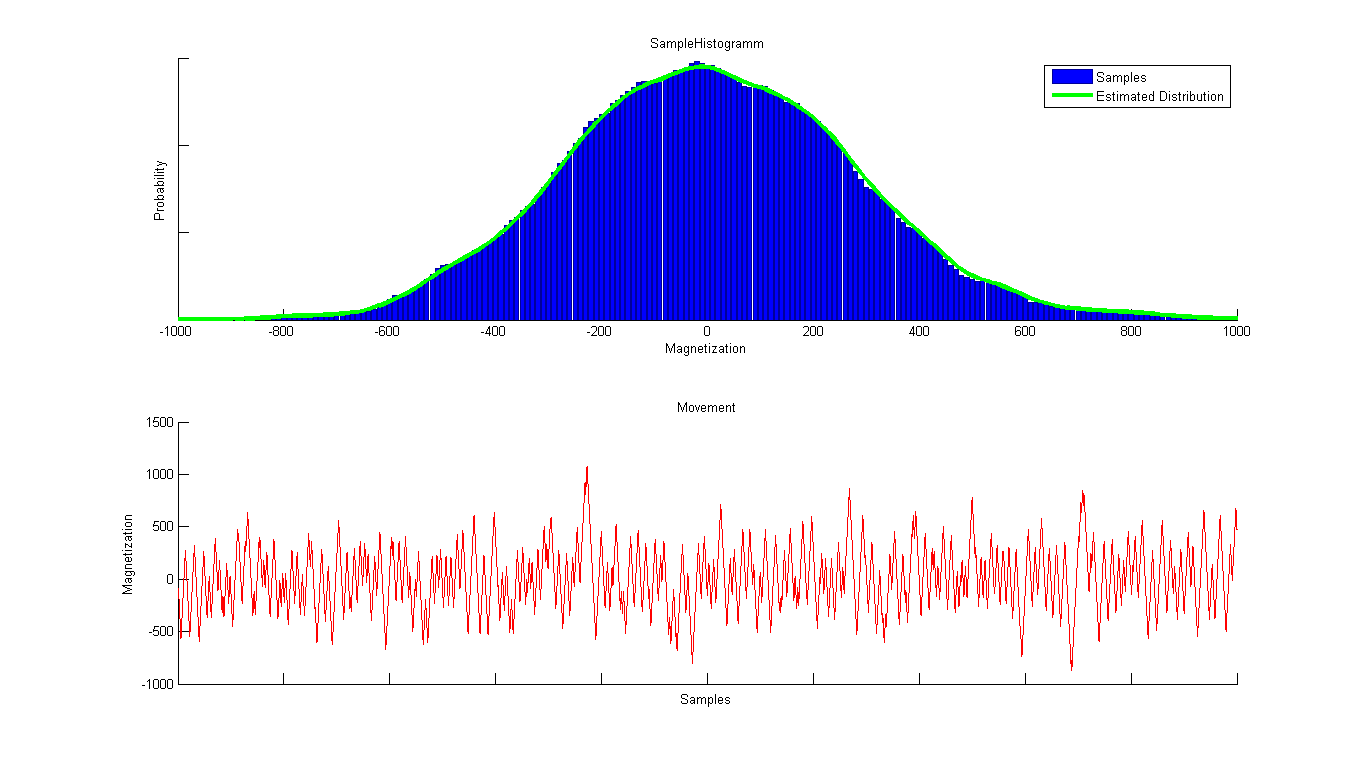 SampleHistogramm
Samples
Estimated Distribution
Probability
-1000 -800 -600 -400 -200 0 200 400 600 800 1000
Magnetization
Movement
1500
1000
500
0
-500
-1000
Magnetization
Samples